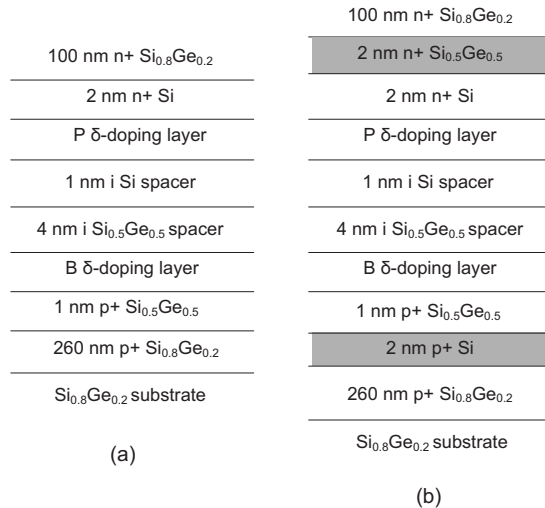 100 nm n+ Si0.8Ge0.2
2 nm n+ Si
P δ-doping layer
1 nm i Si spacer
4 nm i Si0.5Ge0.5 spacer
B δ-doping layer
1 nm p+ Si0.5Ge0.5
260 nm p+ Si0.8Ge0.2
Si0.8Ge0.2 substrate
(a)
100 nm n+ Si0.8Ge0.2
2 nm n+ Si0.5Ge0.5
2 nm n+ Si
P δ-doping layer
1 nm i Si spacer
4 nm i Si0.5Ge0.5 spacer
B δ-doping layer
1 nm p+ Si0.5Ge0.5
2 nm p+ Si
260 nm p+ Si0.8Ge0.2
Si0.8Ge0.2 substrate
(b)